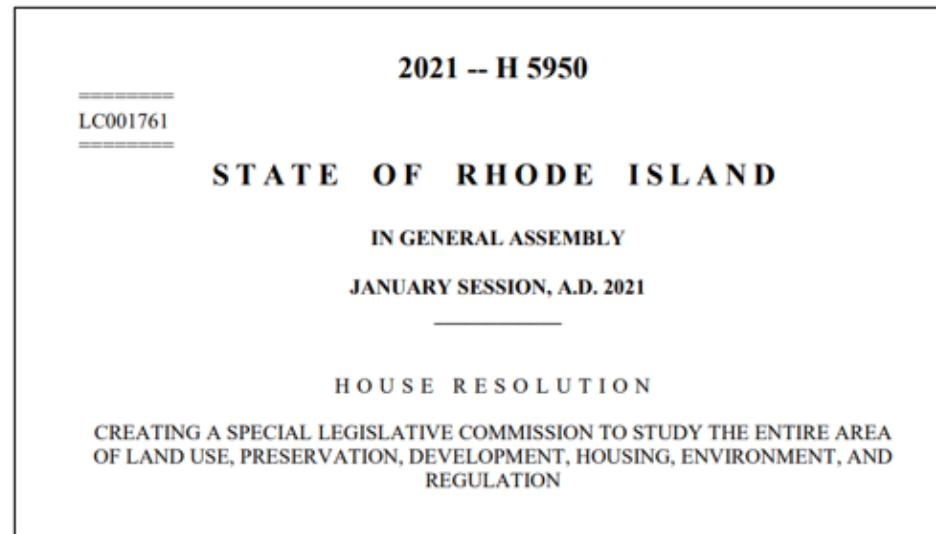 2021 -- H 5950
========
LC001761
========
STATE OF RHODE ISLAND
IN GENERAL ASSEMBLY
JANUARY SESSION, A.D. 2021
____________
HOUSE RESOLUTION
CREATING A SPECIAL LEGISLATIVE COMMISSION TO STUDY THE ENTIRE AREA
OF LAND USE, PRESERVATION, DEVELOPMENT, HOUSING, ENVIRONMENT, AND
REGULATION